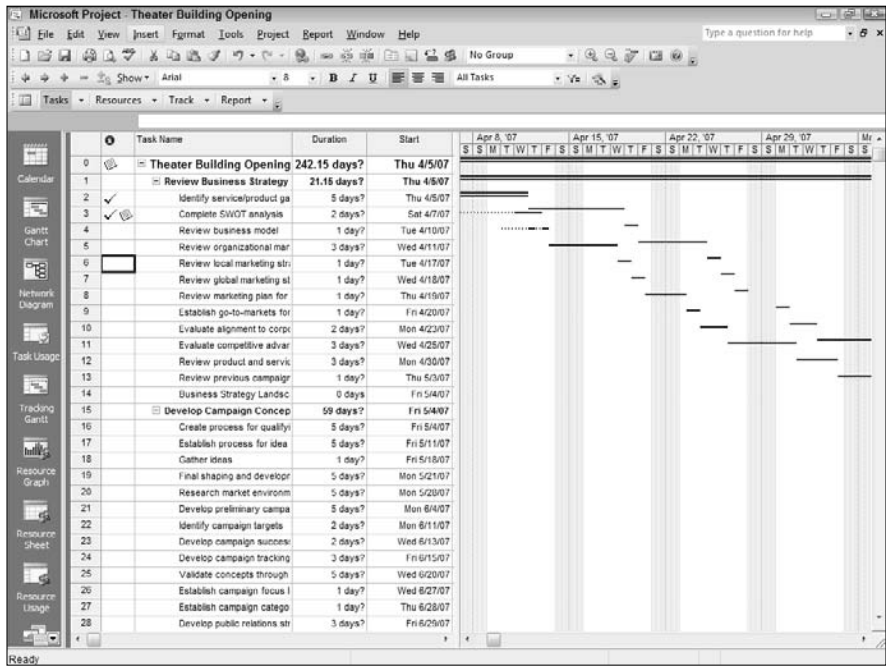 Microsoft Project - Theater Building Opening
File Edit View Insert Format Tools Project Report Window Help
Type a question for help
No Group
Show Arial 8 B I U All Tasks
Tasks Resources Track Report
Task Name Duration Start Apr 8, '07 Apr 15, '07 Apr 22, '07 Apr 29, '07
S S M T W T F S S M T W T F S S M T W T F S S M T W T F S S
0 Theater Building Opening 242.15 days? Thu 4/5/07
1 Review Business Strategy 21.15 days? Thu 4/5/07
2 Identify service/product ga 5 days? Thu 4/5/07
3 Complete SWOT analysis 2 days? Sat 4/7/07
4 Review business model 1 day? Tue 4/10/07
5 Review organizational mar 3 days? Wed 4/11/07
6 Review local marketing stra 1 day? Tue 4/17/07
7 Review global marketing st 1 day? Wed 4/18/07
8 Review marketing plan for 1 day? Thu 4/19/07
9 Establish go-to-markets for 1 day? Fri 4/20/07
10 Evaluate alignment to corpo 2 days? Mon 4/23/07
11 Evaluate competitive advar 3 days? Wed 4/25/07
12 Review product and servic 3 days? Mon 4/30/07
13 Review previous campaigr 1 day? Thu 5/3/07
14 Business Strategy Landsc 0 days Fri 5/4/07
15 Develop Campaign Concep 59 days? Fri 5/4/07
16 Create process for qualifyi 5 days? Fri 5/4/07
17 Establish process for idea 5 days? Fri 5/11/07
18 Gather ideas 1 day? Fri 5/18/07
19 Final shaping and developr 5 days? Mon 5/21/07
20 Research market environm 5 days? Mon 5/28/07
21 Develop preliminary campa 5 days? Mon 6/4/07
22 Identify campaign targets 2 days? Mon 6/11/07
23 Develop campaign success 2 days? Wed 6/13/07
24 Develop campaign tracking 3 days? Fri 6/15/07
25 Validate concepts through 5 days? Wed 6/20/07
26 Establish campaign focus l 1 day? Wed 6/27/07
27 Establish campaign catego 1 day? Thu 6/28/07
28 Develop public relations str 3 days? Fri 6/29/07
Calendar
Gantt
Chart
Network
Diagram
Task Usage
Tracking
Gantt
Resource
Graph
Resource
Sheet
Resource
Usage
Ready